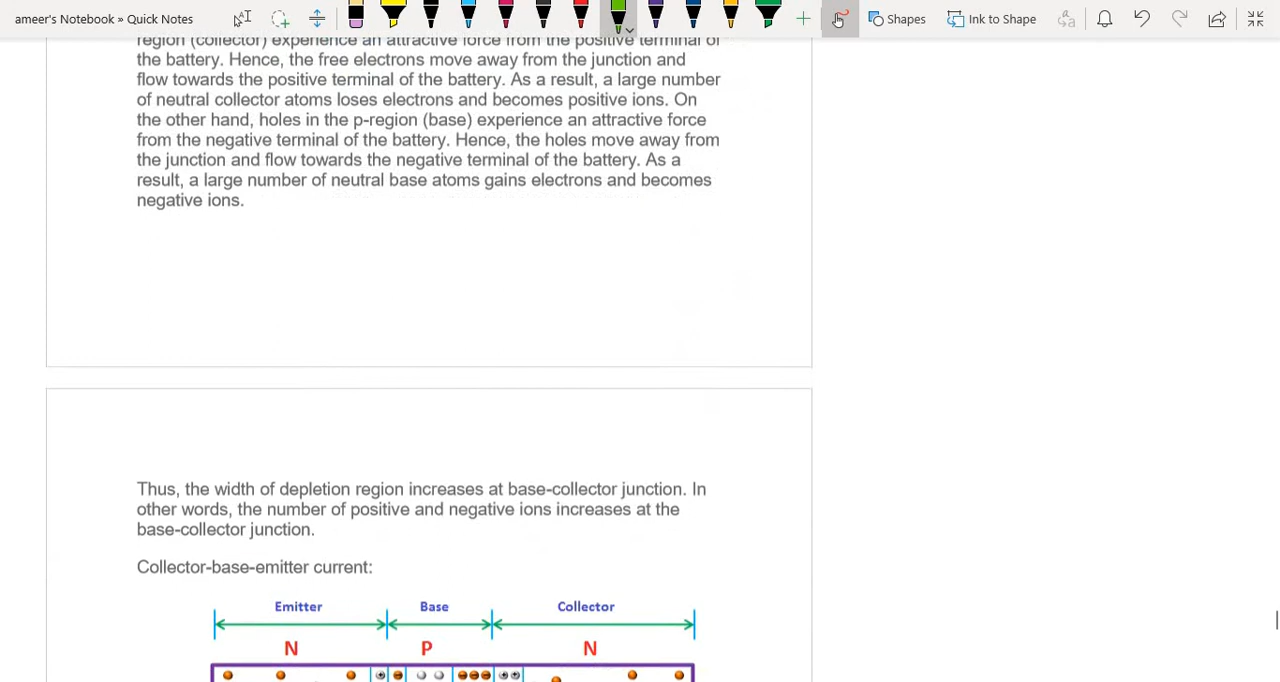 ameer's Notebook » Quick Notes
Shapes
Ink to Shape
region (collector) experience an attractive force from the positive terminal of
the battery. Hence, the free electrons move away from the junction and
flow towards the positive terminal of the battery. As a result, a large number
of neutral collector atoms loses electrons and becomes positive ions. On
the other hand, holes in the p-region (base) experience an attractive force
from the negative terminal of the battery. Hence, the holes move away from
the junction and flow towards the negative terminal of the battery. As a
result, a large number of neutral base atoms gains electrons and becomes
negative ions.
Thus, the width of depletion region increases at base-collector junction. In
other words, the number of positive and negative ions increases at the
base-collector junction.
Collector-base-emitter current:
Emitter Base Collector
N P N